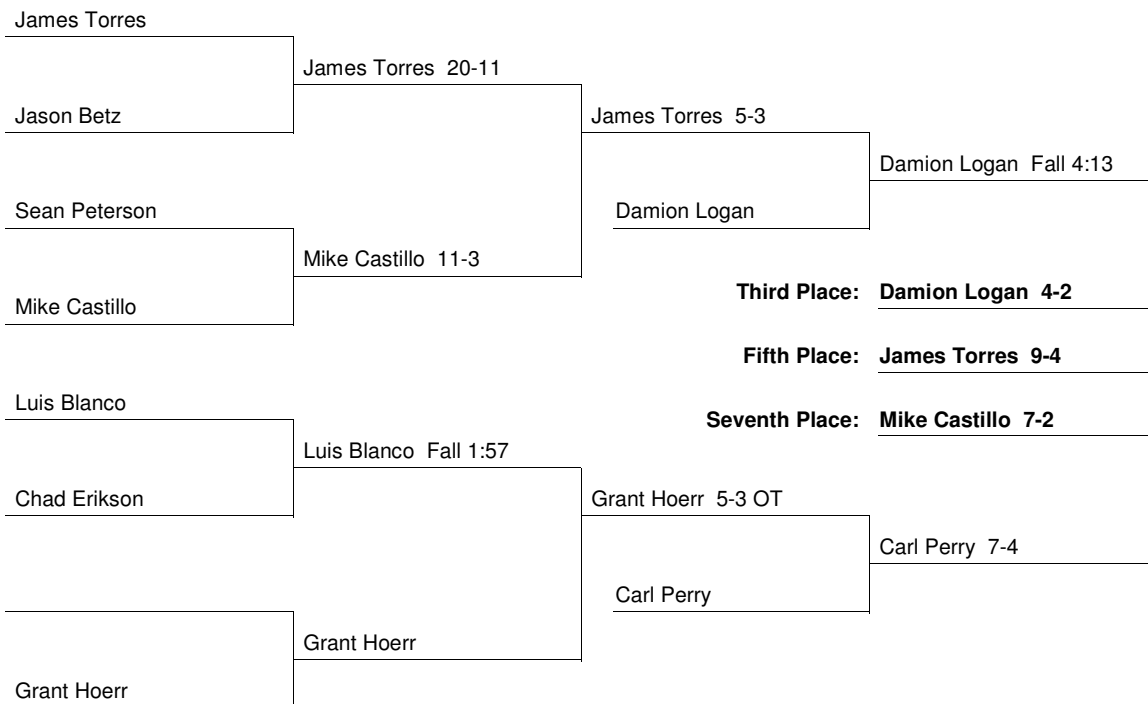 James Torres
James Torres  20-11
Jason Betz
James Torres  5-3
Damion Logan  Fall 4:13
Sean Peterson
Damion Logan
Mike Castillo  11-3
Third Place: Damion Logan  4-2
Mike Castillo
Fifth Place: James Torres  9-4
Luis Blanco
Seventh Place: Mike Castillo  7-2
Luis Blanco  Fall 1:57
Chad Erikson
Grant Hoerr  5-3 OT
Carl Perry  7-4
Carl Perry
Grant Hoerr
Grant Hoerr